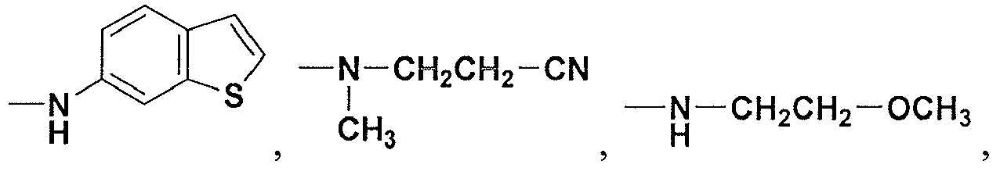 —N—CH₂CH₂—CN
S
—N H
CH₃
,
,
—N—CH₂CH₂—OCH₃ H
,